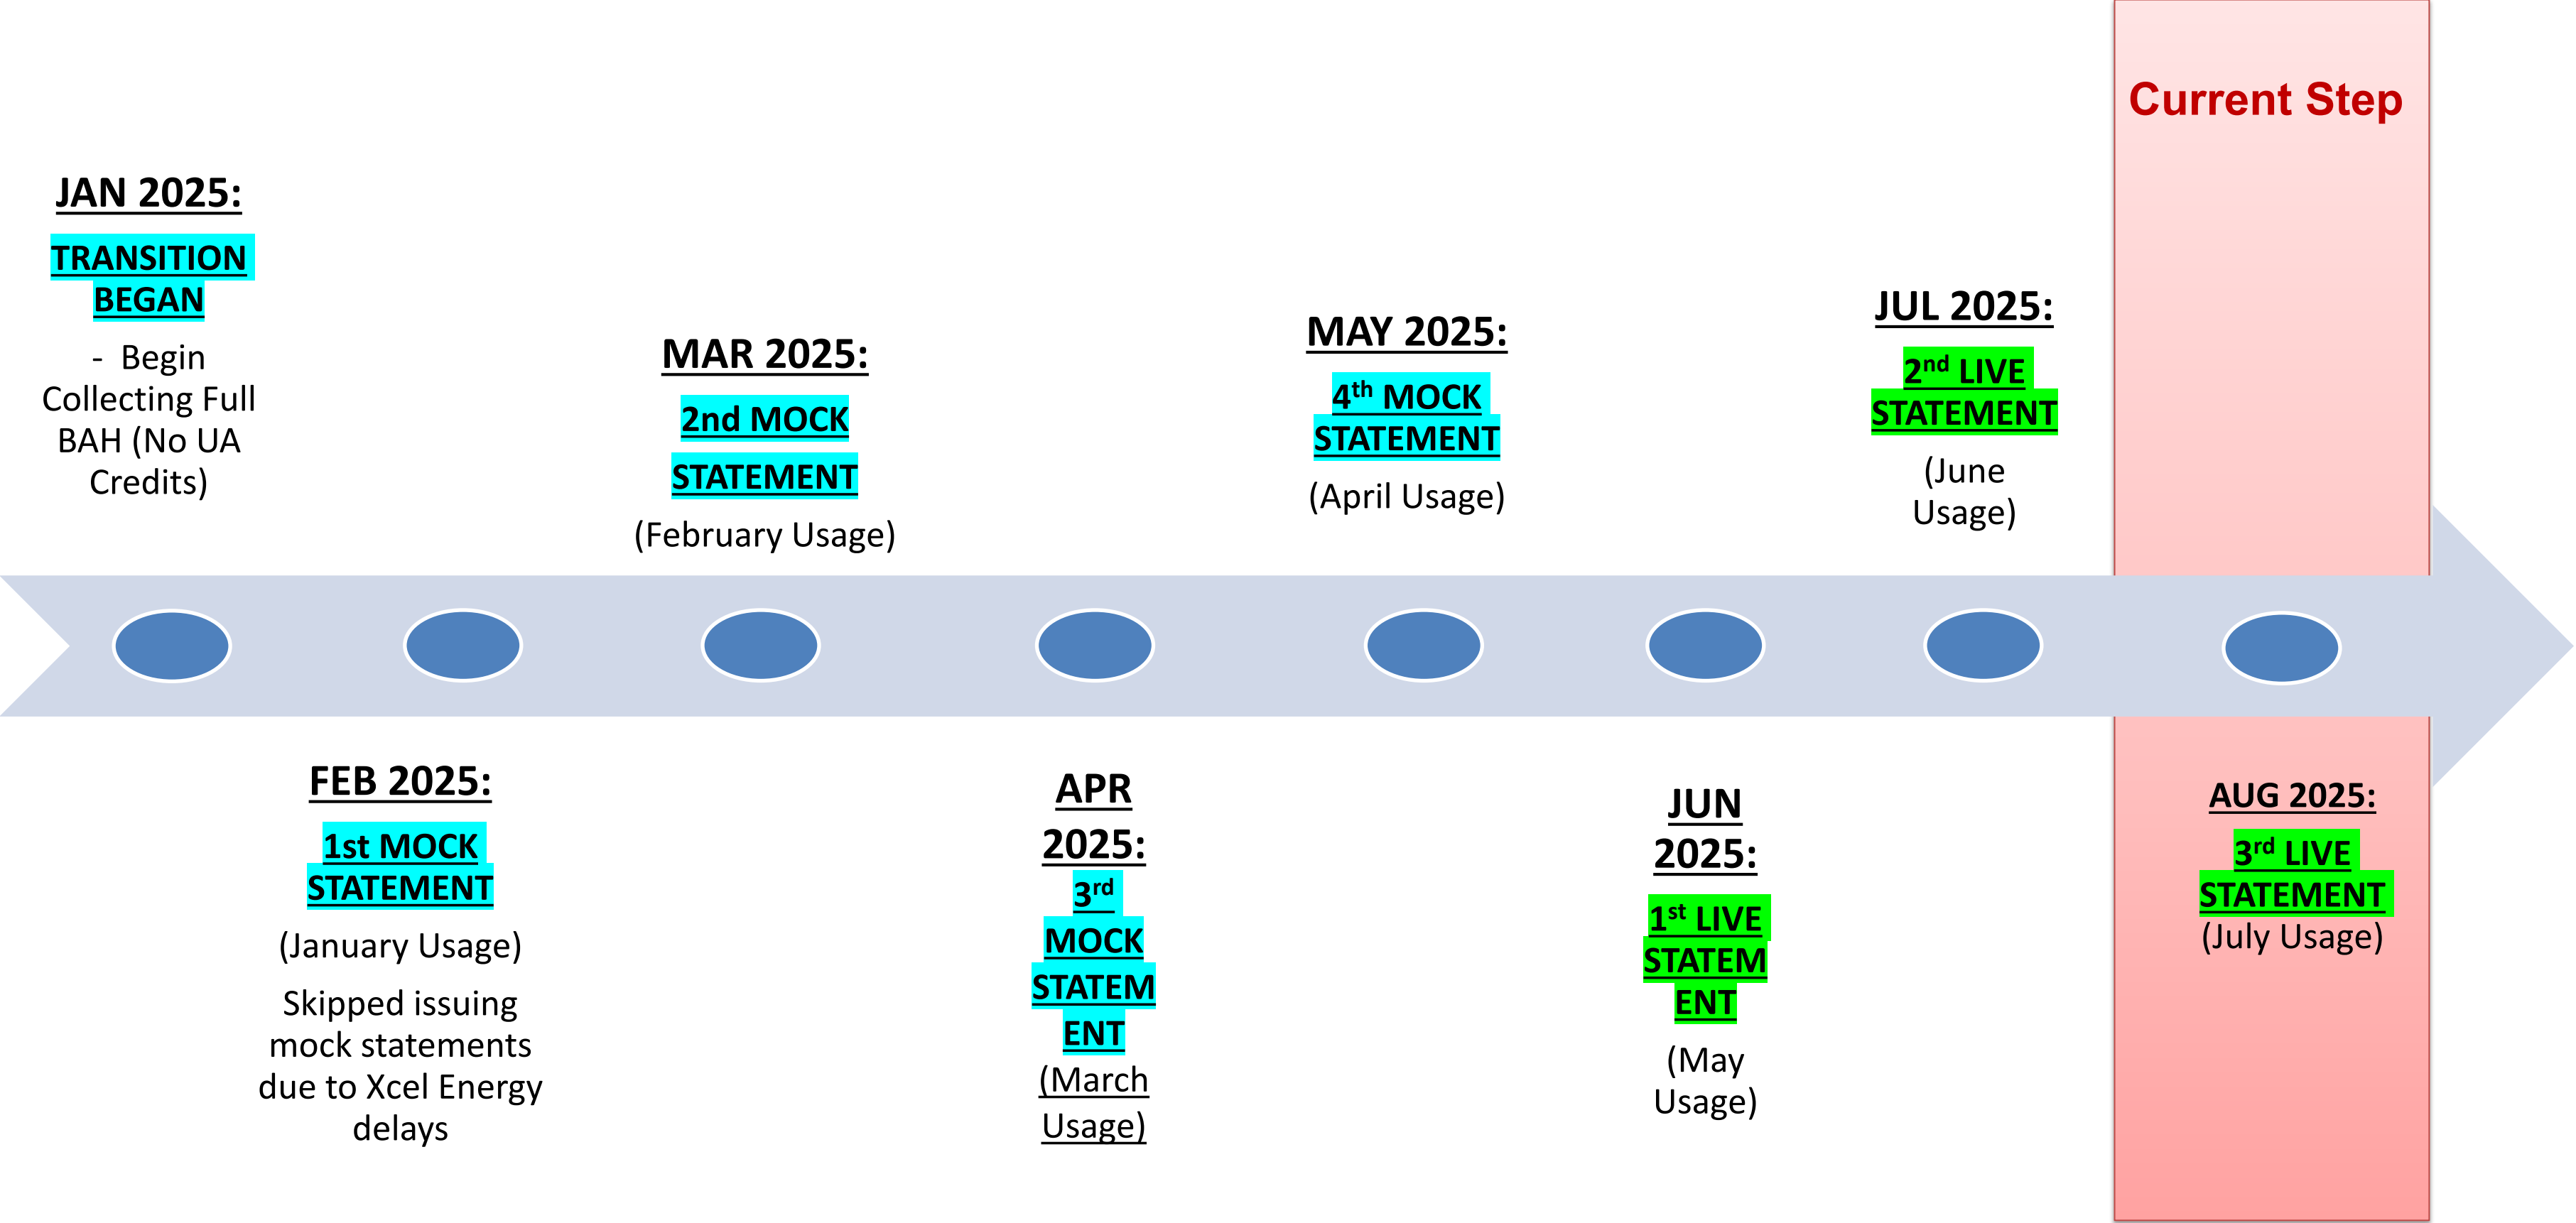 Current Step
JAN 2025:
TRANSITION
BEGAN
- Begin
Collecting Full
BAH (No UA
Credits)
FEB 2025:
1st MOCK
STATEMENT
(January Usage)
Skipped issuing
mock statements
due to Xcel Energy
delays
MAR 2025:
2nd MOCK
STATEMENT
(February Usage)
APR
2025:
3rd
MOCK
STATEM
ENT
(March
Usage)
MAY 2025:
4th MOCK
STATEMENT
(April Usage)
JUN
2025:
1st LIVE
STATEM
ENT
(May
Usage)
JUL 2025:
2nd LIVE
STATEMENT
(June
Usage)
AUG 2025:
3rd LIVE
STATEMENT
(July Usage)